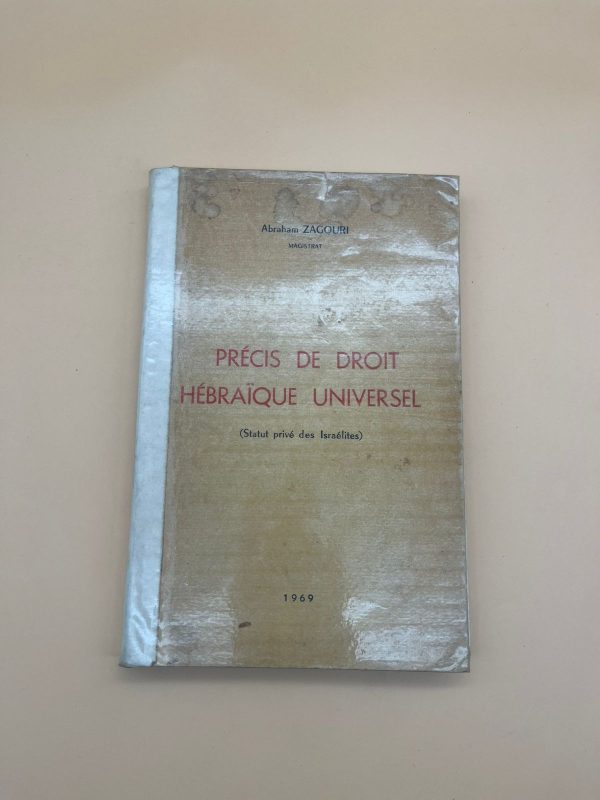 Abraham ZAGOURI
MAGISTRAT
PRÉCIS DE DROIT
HÉBRAÏQUE UNIVERSEL
(Statut privé des Israélites)
1969